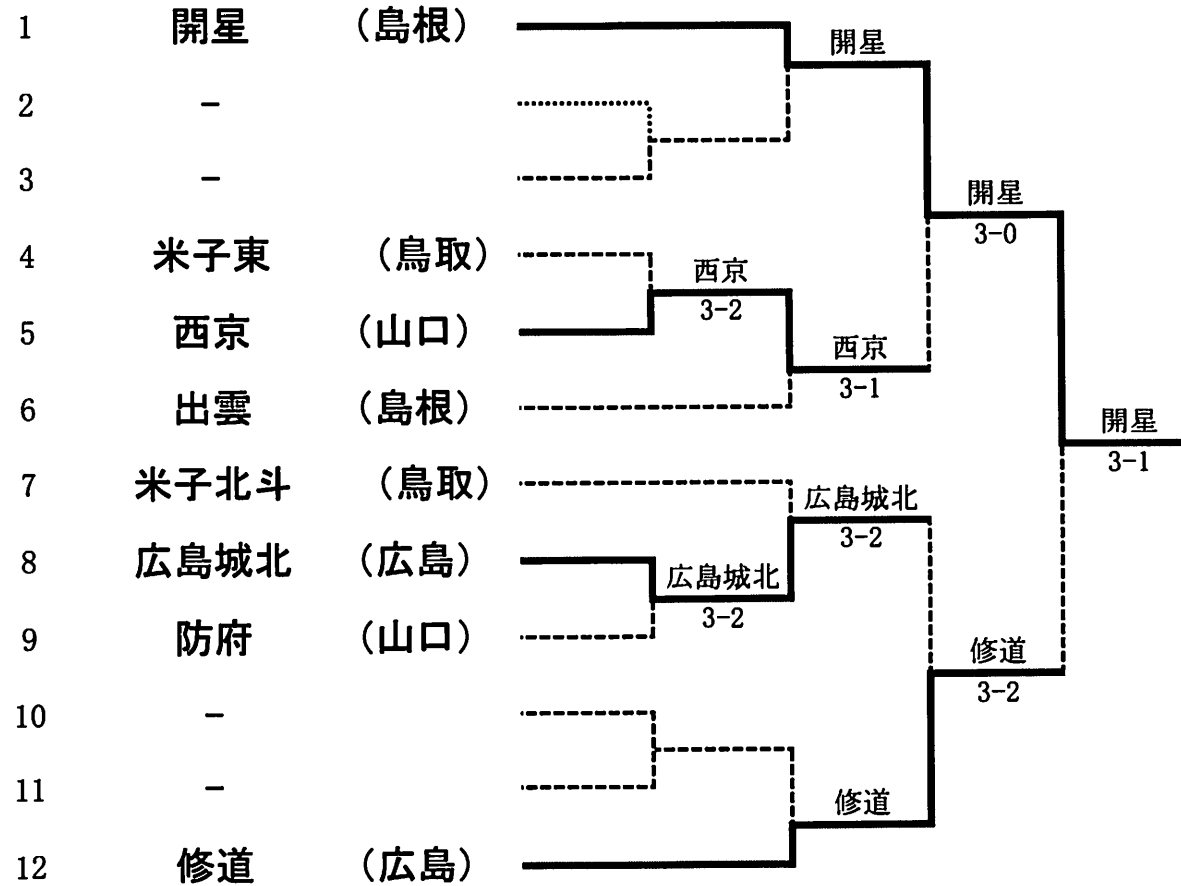 1 開星 (島根)
開星
2 -
3 -
開星
3-0
4 米子東 (鳥取)
西京
3-2
5 西京 (山口)
西京
3-1
6 出雲 (島根)
開星
3-1
7 米子北斗 (鳥取)
広島城北
3-2
8 広島城北 (広島)
広島城北
3-2
9 防府 (山口)
修道
3-2
10 -
11 -
修道
12 修道 (広島)